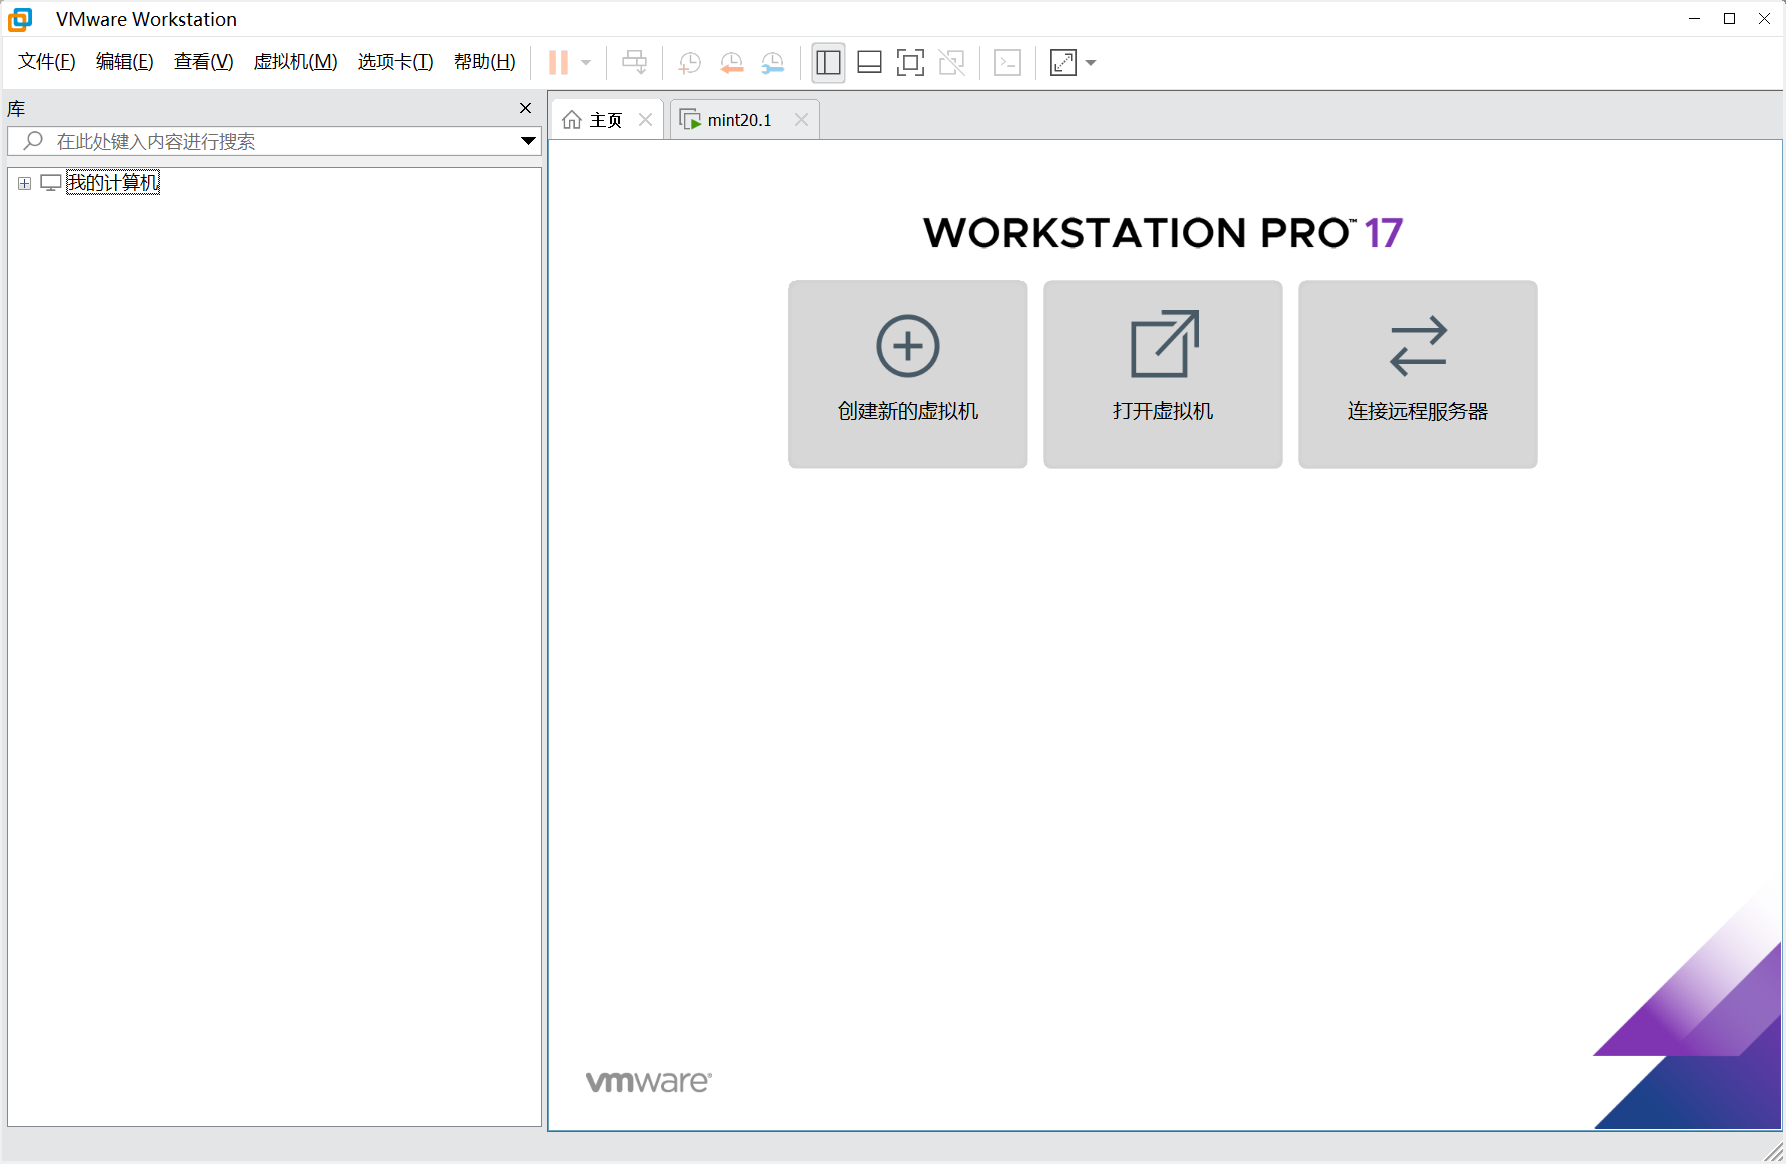 VMware Workstation
文件(F) 编辑(E) 查看(V) 虚拟机(M) 选项卡(T) 帮助(H)
库
在此处键入内容进行搜索
我的计算机
主页 mint20.1
WORKSTATION PRO™ 17
创建新的虚拟机 打开虚拟机 连接远程服务器
vmware®